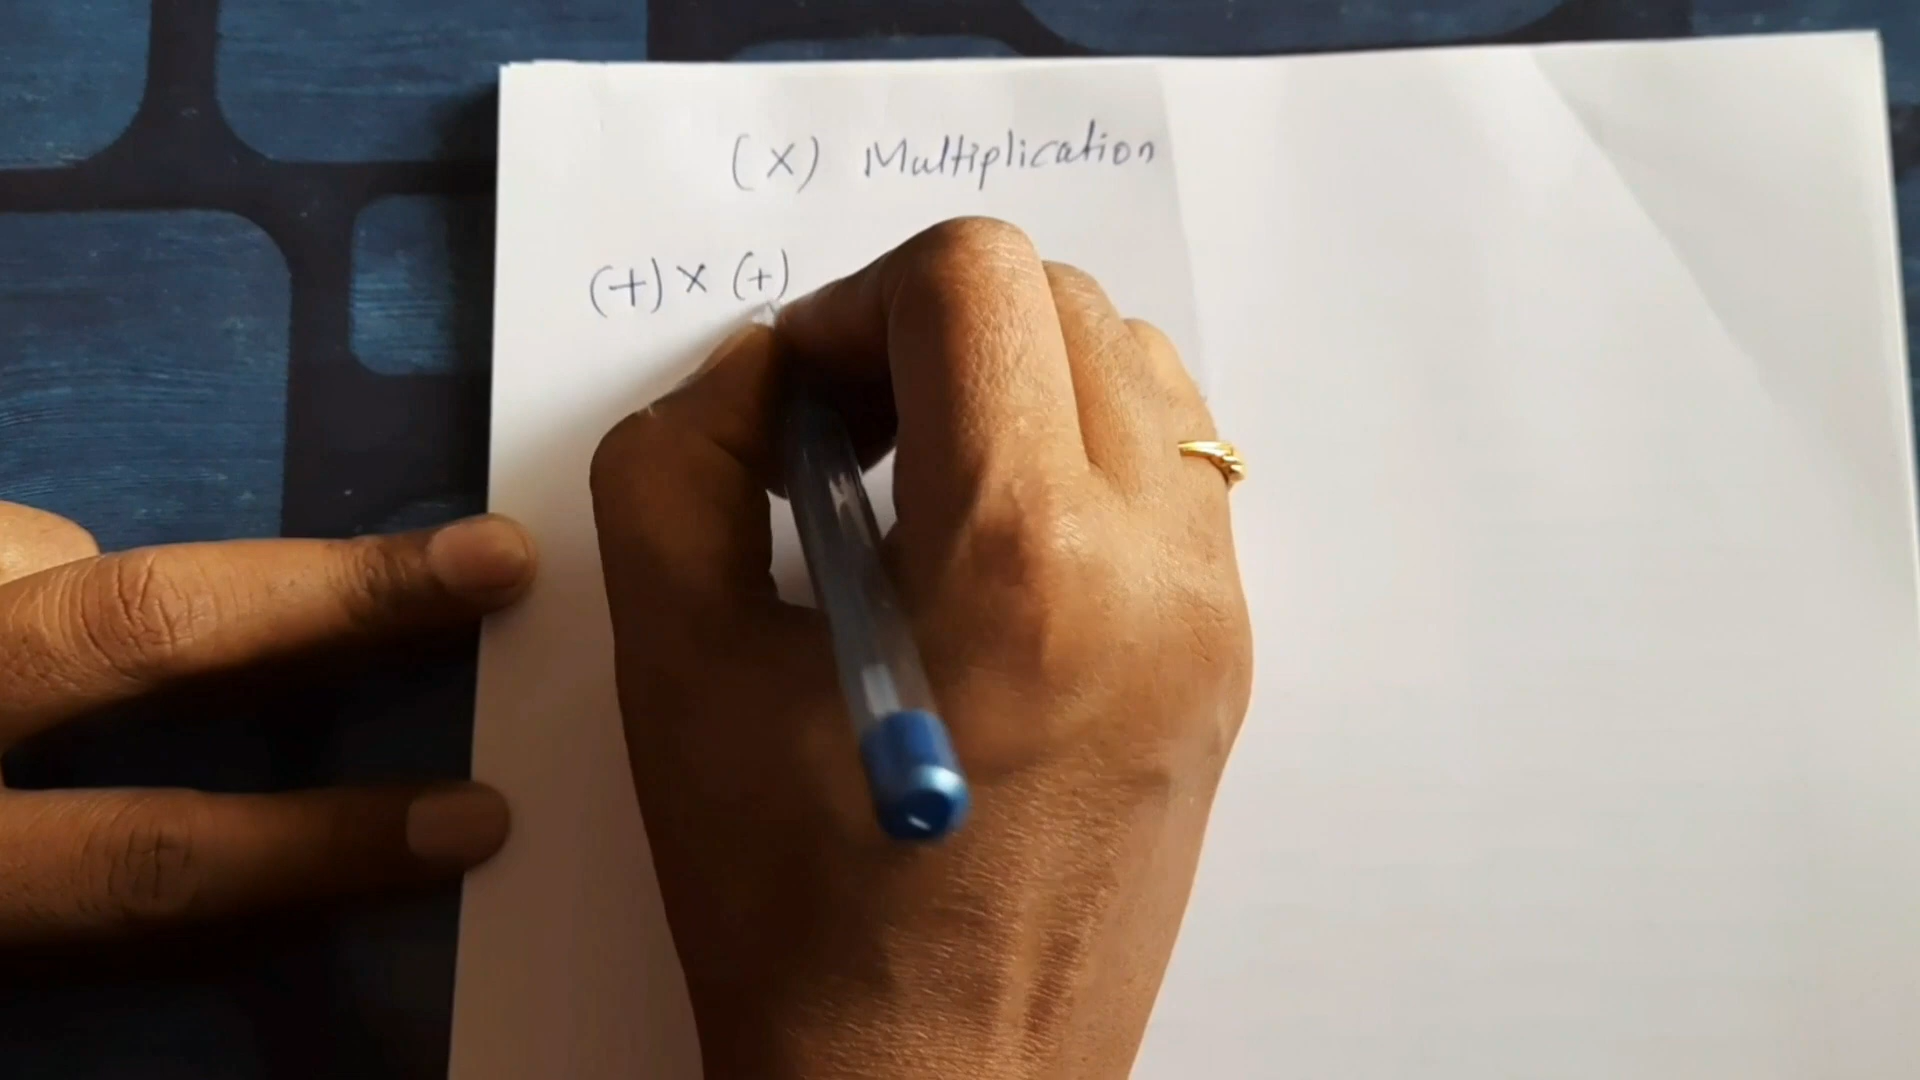 (X) Multiplication
(+) × (+)